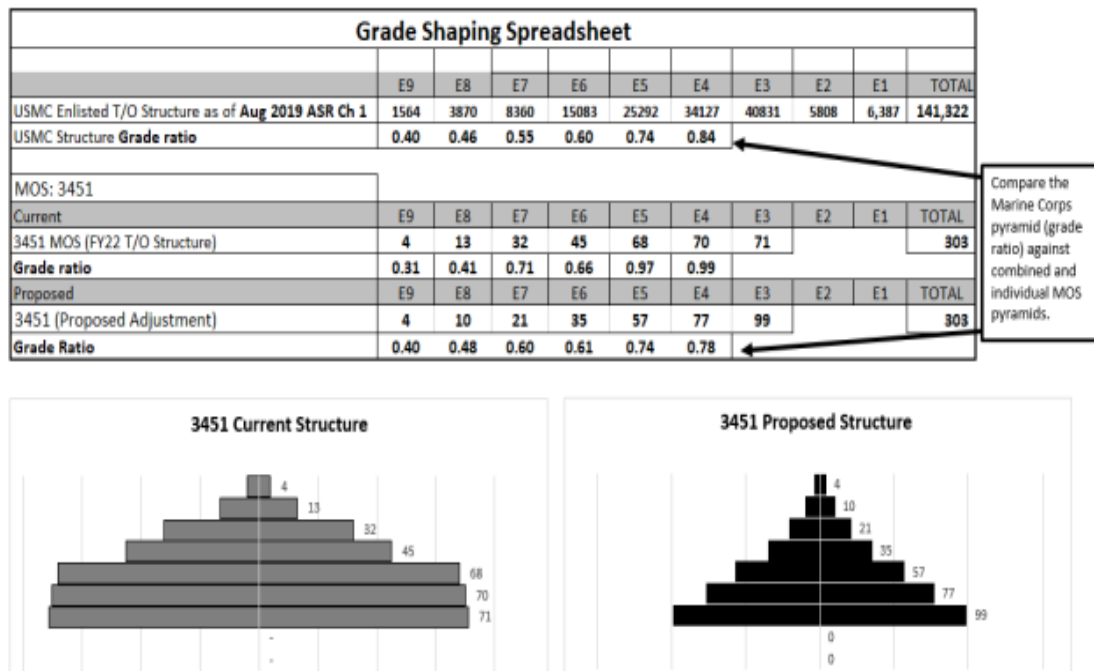 Grade Shaping Spreadsheet
E9 E8 E7 E6 E5 E4 E3 E2 E1 TOTAL
USMC Enlisted T/O Structure as of Aug 2019 ASR Ch 1 1564 3870 8360 15083 25292 34127 40831 5808 6,387 141,322
USMC Structure Grade ratio 0.40 0.46 0.55 0.60 0.74 0.84
MOS: 3451
Current E9 E8 E7 E6 E5 E4 E3 E2 E1 TOTAL
3451 MOS (FY22 T/O Structure) 4 13 32 45 68 70 71 303
Grade ratio 0.31 0.41 0.71 0.66 0.97 0.99
Proposed E9 E8 E7 E6 E5 E4 E3 E2 E1 TOTAL
3451 (Proposed Adjustment) 4 10 21 35 57 77 99 303
Grade Ratio 0.40 0.48 0.60 0.61 0.74 0.78
Compare the
Marine Corps
pyramid (grade
ratio) against
combined and
individual MOS
pyramids.
3451 Current Structure
4
13
32
45
68
70
71
-
-
3451 Proposed Structure
4
10
21
35
57
77
99
0
0